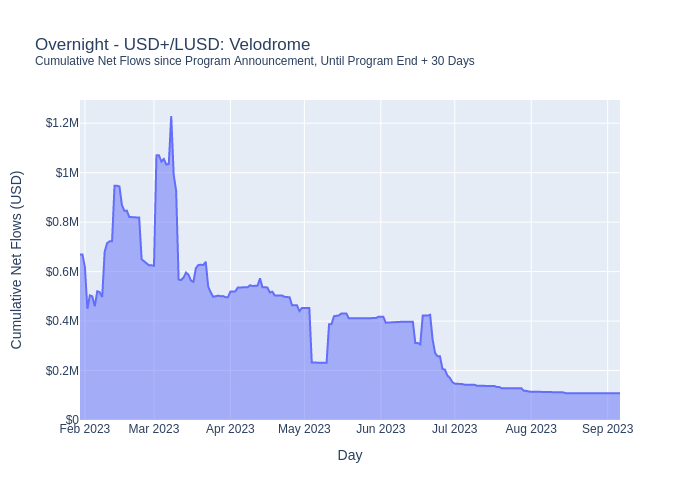 Overnight - USD+/LUSD: Velodrome
Cumulative Net Flows since Program Announcement, Until Program End + 30 Days
Cumulative Net Flows (USD)
$1.2M
$1M
$0.8M
$0.6M
$0.4M
$0.2M
$0
Feb 2023 Mar 2023 Apr 2023 May 2023 Jun 2023 Jul 2023 Aug 2023 Sep 2023
Day